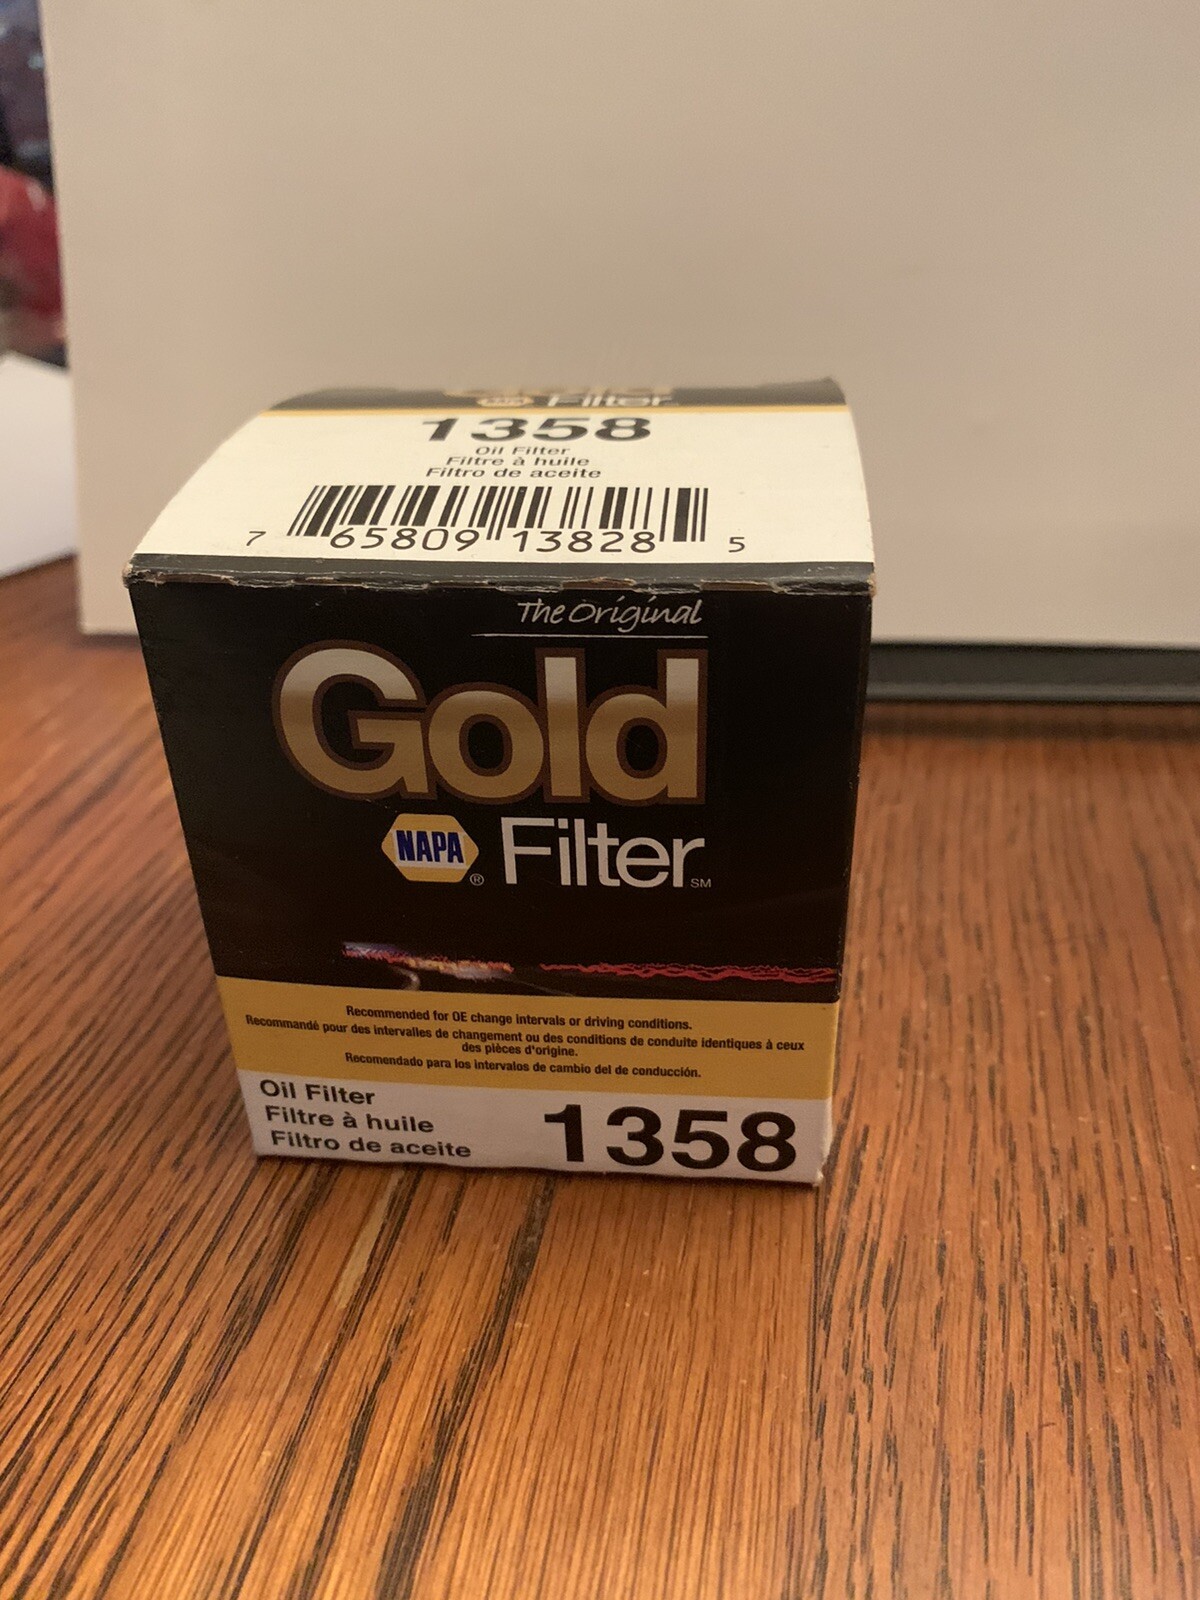 Gold
NAPA Filter
1358
Oil Filter
Filtre à huile
Filtro de aceite
7 65809 13828 5
The Original
Gold
NAPA® Filter SM
Recommended for OE change intervals or driving conditions.
Recommandé pour des intervalles de changement ou des conditions de conduite identiques à ceux
des pièces d'origine.
Recomendado para los intervalos de cambio del de conducción.
Oil Filter
Filtre à huile
Filtro de aceite
1358